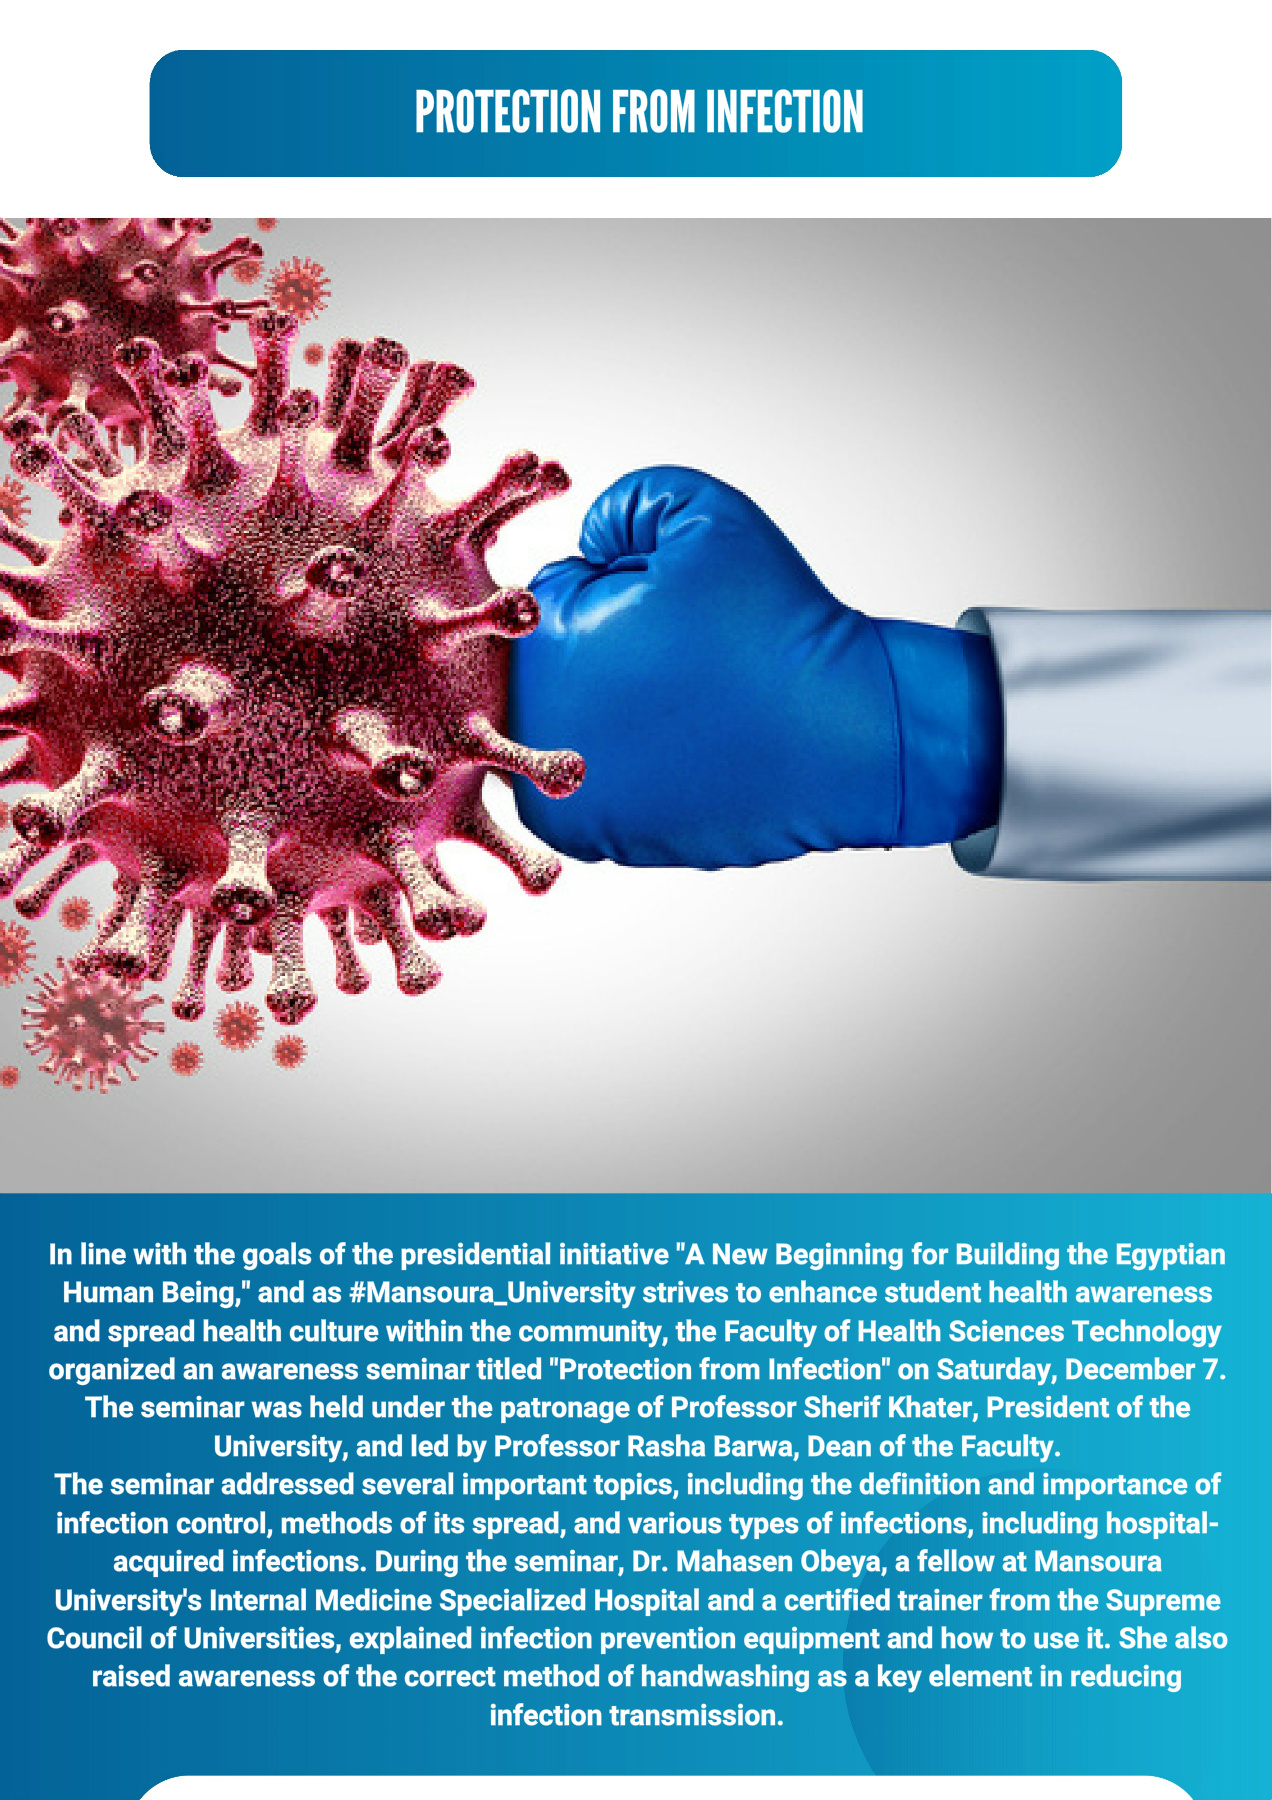 PROTECTION FROM INFECTION
In line with the goals of the presidential initiative "A New Beginning for Building the Egyptian
Human Being," and as #Mansoura_University strives to enhance student health awareness
and spread health culture within the community, the Faculty of Health Sciences Technology
organized an awareness seminar titled "Protection from Infection" on Saturday, December 7.
The seminar was held under the patronage of Professor Sherif Khater, President of the
University, and led by Professor Rasha Barwa, Dean of the Faculty.
The seminar addressed several important topics, including the definition and importance of
infection control, methods of its spread, and various types of infections, including hospital-
acquired infections. During the seminar, Dr. Mahasen Obeya, a fellow at Mansoura
University's Internal Medicine Specialized Hospital and a certified trainer from the Supreme
Council of Universities, explained infection prevention equipment and how to use it. She also
raised awareness of the correct method of handwashing as a key element in reducing
infection transmission.